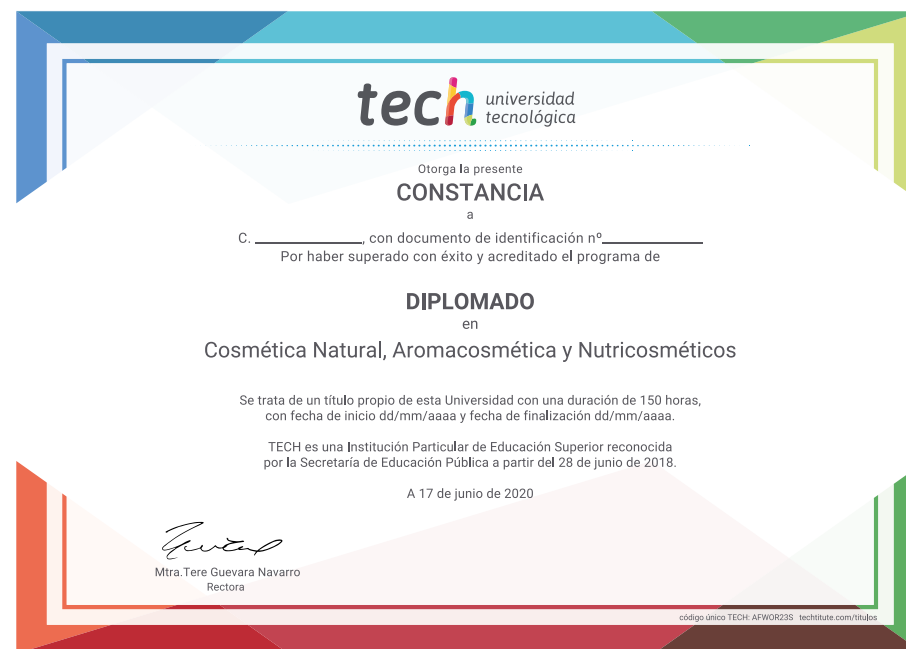 tech universidad
tecnológica
Otorga la presente
CONSTANCIA
a
C. ____________, con documento de identificación nº____________
Por haber superado con éxito y acreditado el programa de
DIPLOMADO
en
Cosmética Natural, Aromacosmética y Nutricosméticos
Se trata de un título propio de esta Universidad con una duración de 150 horas,
con fecha de inicio dd/mm/aaaa y fecha de finalización dd/mm/aaaa.
TECH es una Institución Particular de Educación Superior reconocida
por la Secretaría de Educación Pública a partir del 28 de junio de 2018.
A 17 de junio de 2020
Mtra.Tere Guevara Navarro
Rectora
código único TECH: AFWOR23S techtitute.com/titulos